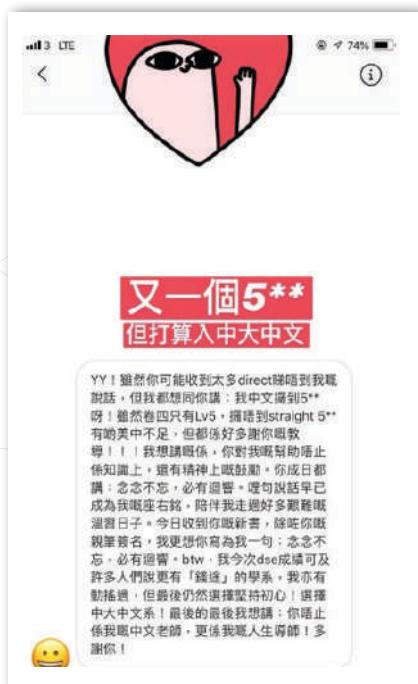 3 LTE
74%
又一個5**
但打算入中大中文
YY！雖然你可能收到太多direct睇唔到我嘅
說話，但我都想同你講：我中文攞到5**
呀！雖然卷四只有Lv5，攞唔到straight 5**
有啲美中不足，但都係好多謝你嘅教
導！！！我想講嘅係，你對我嘅幫助唔止
係知識上，還有精神上嘅鼓勵。你成日都
講：念念不忘，必有迴響。哩句說話早已
成為我嘅座右銘，陪伴我走過好多艱難嘅
溫習日子。今日收到你嘅新書，除咗你嘅
親筆簽名，我更想你寫為我一句：念念不
忘，必有迴響。btw，我今次dse成績可及
許多人們說更有「錢途」的學系，我亦有
動搖過，但最後仍然選擇堅持初心！選擇
中大中文系！最後的最後我想講：你唔止
係我嘅中文老師，更係我嘅人生導師！多
謝你！